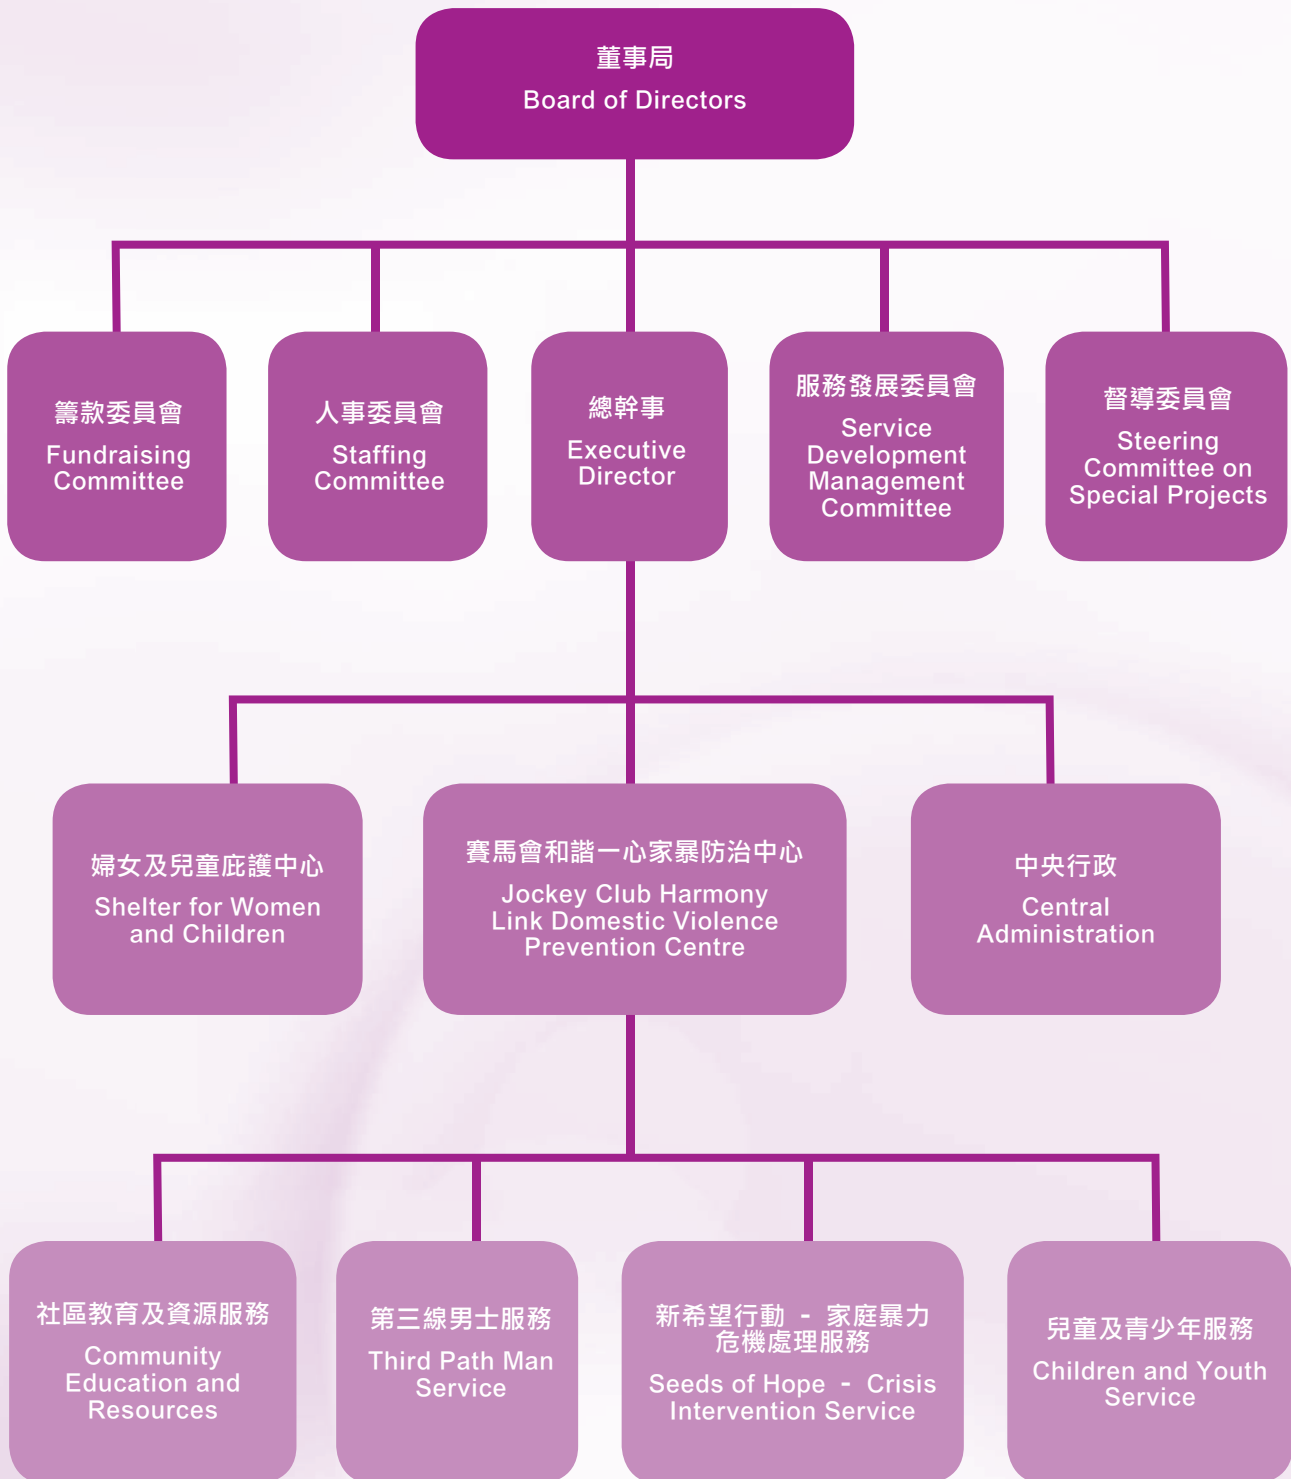 董事局
Board of Directors
籌款委員會
Fundraising
Committee
人事委員會
Staffing
Committee
總幹事
Executive
Director
服務發展委員會
Service
Development
Management
Committee
督導委員會
Steering
Committee on
Special Projects
婦女及兒童庇護中心
Shelter for Women
and Children
賽馬會和諧一心家暴防治中心
Jockey Club Harmony
Link Domestic Violence
Prevention Centre
中央行政
Central
Administration
社區教育及資源服務
Community
Education and
Resources
第三線男士服務
Third Path Man
Service
新希望行動 - 家庭暴力
危機處理服務
Seeds of Hope - Crisis
Intervention Service
兒童及青少年服務
Children and Youth
Service